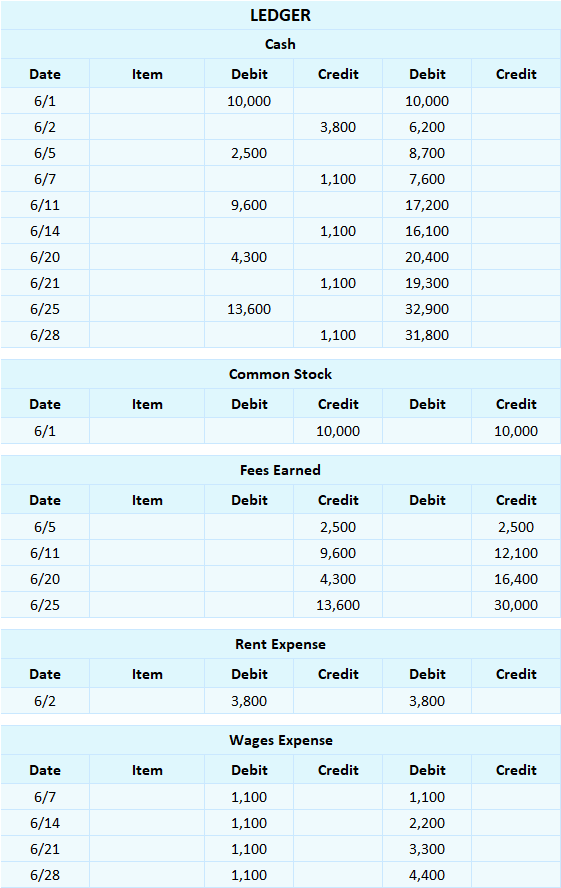 LEDGER
Cash
Date Item Debit Credit Debit Credit
6/1 10,000 10,000
6/2 3,800 6,200
6/5 2,500 8,700
6/7 1,100 7,600
6/11 9,600 17,200
6/14 1,100 16,100
6/20 4,300 20,400
6/21 1,100 19,300
6/25 13,600 32,900
6/28 1,100 31,800
Common Stock
Date Item Debit Credit Debit Credit
6/1 10,000 10,000
Fees Earned
Date Item Debit Credit Debit Credit
6/5 2,500 2,500
6/11 9,600 12,100
6/20 4,300 16,400
6/25 13,600 30,000
Rent Expense
Date Item Debit Credit Debit Credit
6/2 3,800 3,800
Wages Expense
Date Item Debit Credit Debit Credit
6/7 1,100 1,100
6/14 1,100 2,200
6/21 1,100 3,300
6/28 1,100 4,400